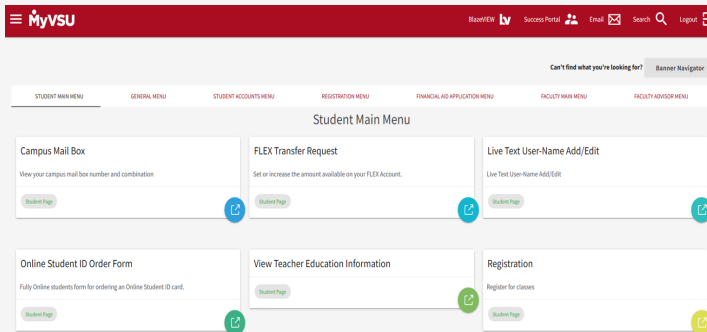 MyVSU
BlazeVIEW Success Portal Email Search Logout
Can't find what you're looking for? Banner Navigator
STUDENT MAIN MENU GENERAL MENU STUDENT ACCOUNTS MENU REGISTRATION MENU FINANCIAL AID APPLICATION MENU FACULTY MAIN MENU FACULTY ADVISOR MENU
Student Main Menu
Campus Mail Box
View your campus mail box number and combination
Student Page
FLEX Transfer Request
Set or increase the amount available on your FLEX Account.
Student Page
Live Text User-Name Add/Edit
Live Text User-Name Add/Edit
Student Page
Online Student ID Order Form
Fully Online students form for ordering an Online Student ID card.
Student Page
View Teacher Education Information
Student Page
Registration
Register for classes
Student Page